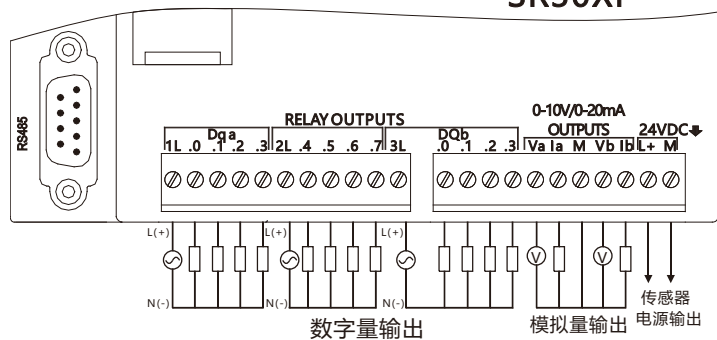 RS485
0-10V/0-20mA
RELAY OUTPUTS
OUTPUTS
24VDC
Dqa
DQb
1L .0 .1 .2 .3 2L .4 .5 .6 .7 3L .0 .1 .2 .3 Va Ia M Vb Ib L+ M
L(+) L(+) L(+)
V V
N(-) N(-) N(-)
数字量输出
模拟量输出
传感器
电源输出